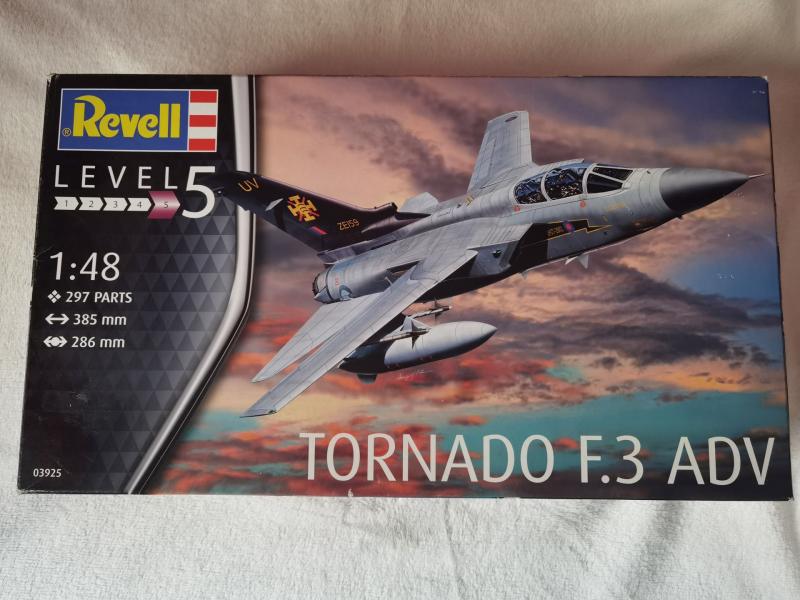 ® Revell
LEVEL 5
1 2 3 4 5
1:48
297 PARTS
385 mm
286 mm
03925
UV
ZE159
TORNADO F.3 ADV